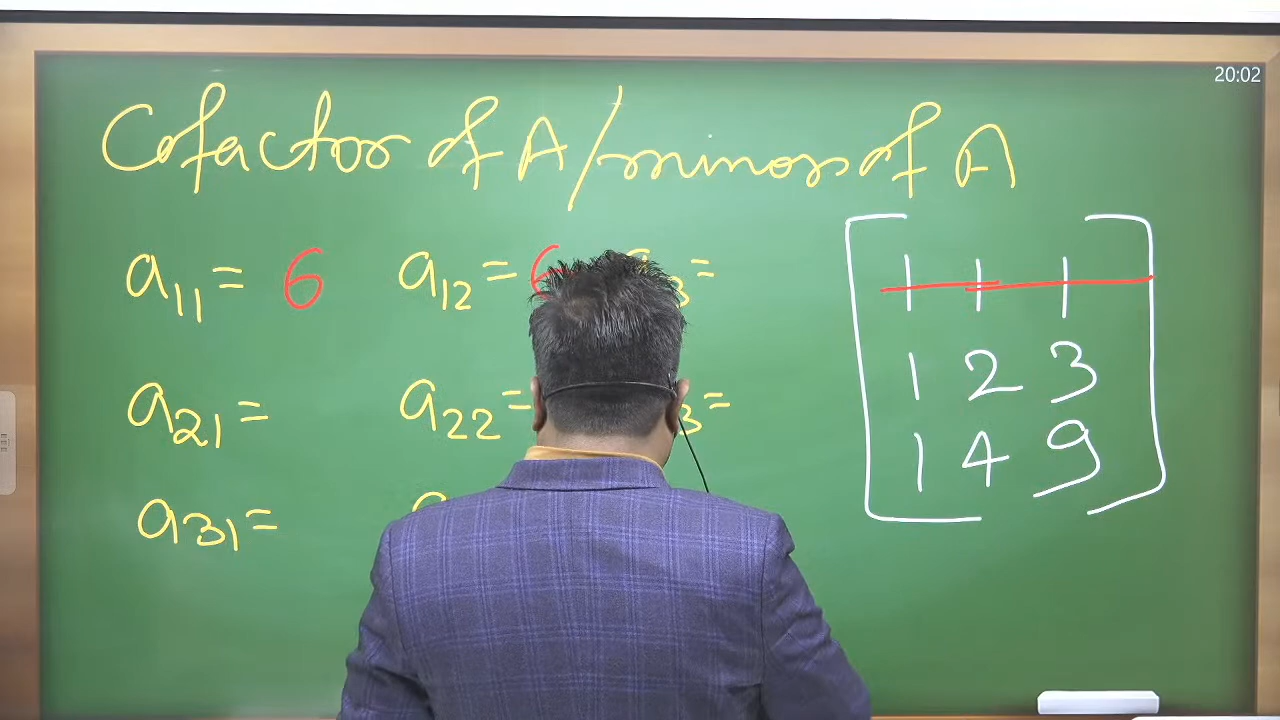 20:02
Cofactor of A/minors of A
a11 = 6 a12 = 6 =
a21 = a22 = 3 =
a31 =
1 1 1
1 2 3
1 4 9